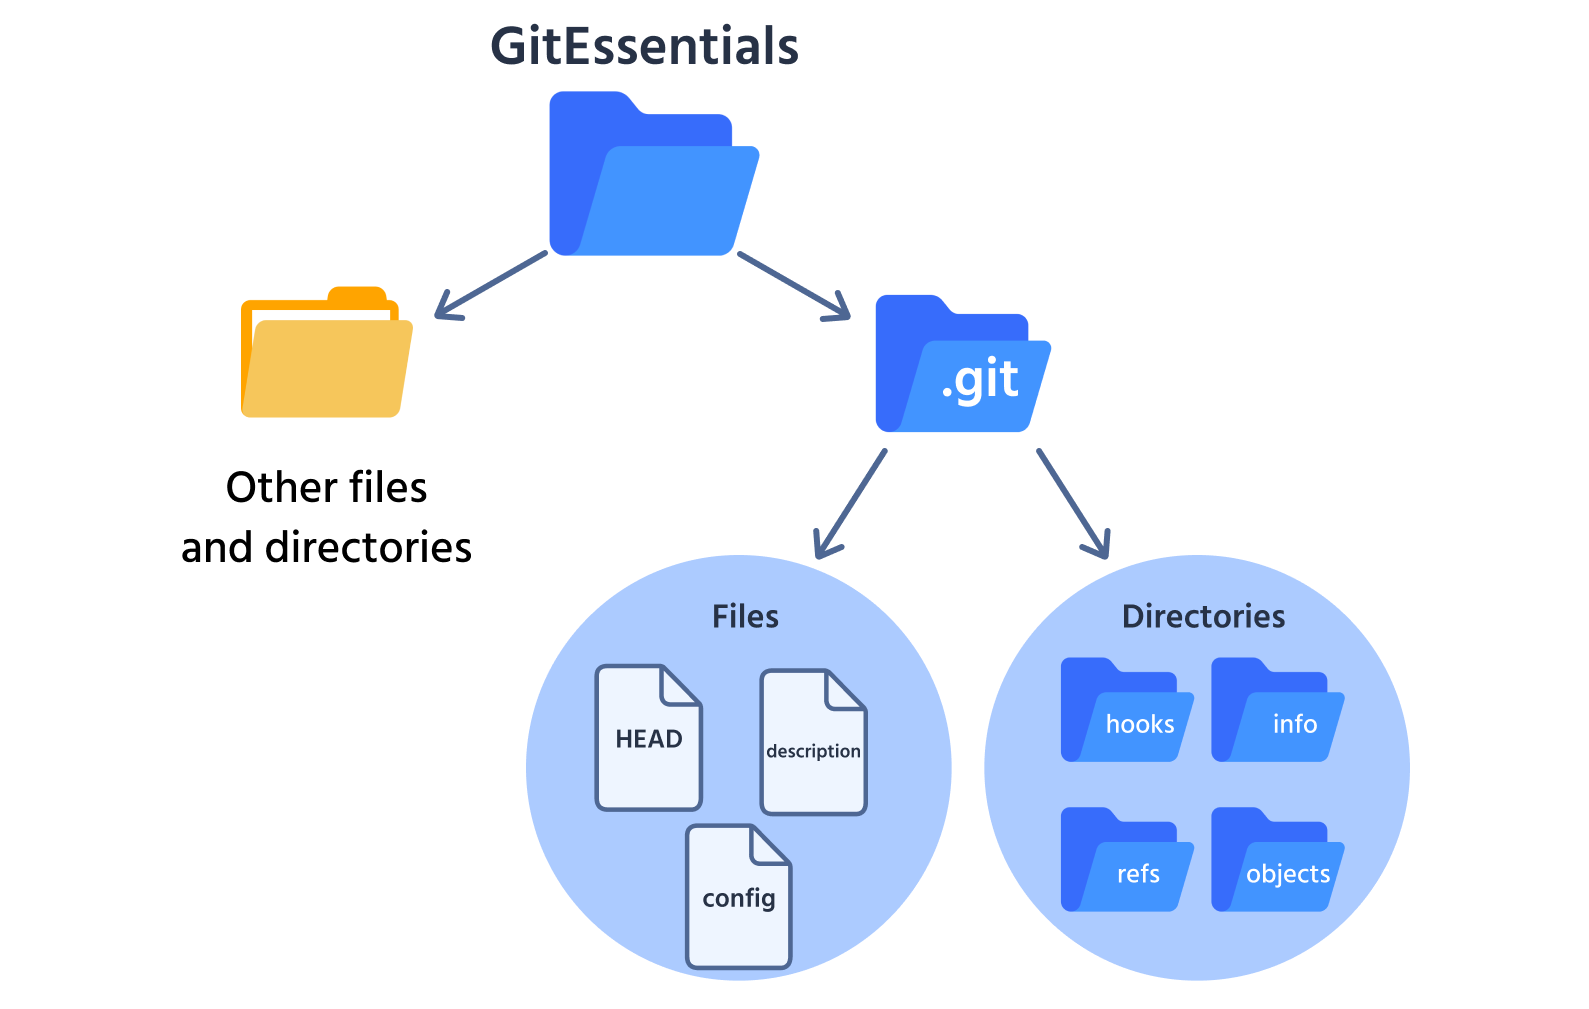 GitEssentials
.git
Other files
and directories
Files
Directories
HEAD
description
config
hooks
info
refs
objects